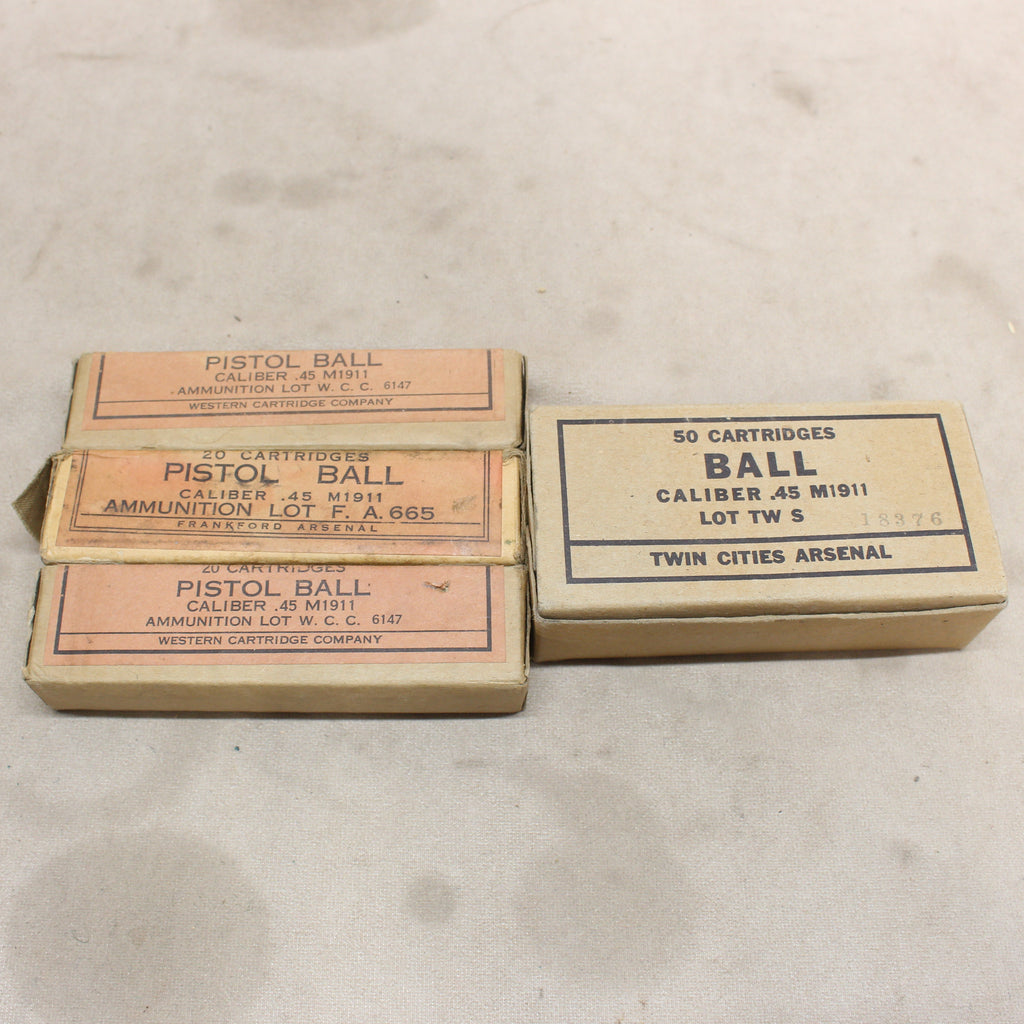 PISTOL BALL
CALIBER .45 M1911
AMMUNITION LOT W. C. C. 6147
WESTERN CARTRIDGE COMPANY
20 CARTRIDGES
PISTOL BALL
CALIBER .45 M1911
AMMUNITION LOT F. A. 665
FRANKFORD ARSENAL
20 CARTRIDGES
PISTOL BALL
CALIBER .45 M1911
AMMUNITION LOT W. C. C. 6147
WESTERN CARTRIDGE COMPANY
50 CARTRIDGES
BALL
CALIBER .45 M1911
LOT TW S 18376
TWIN CITIES ARSENAL